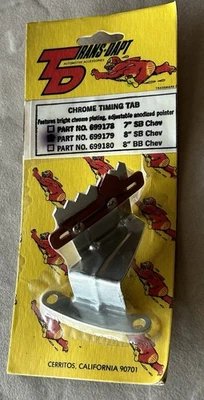 TD TRANS-DAPT
AUTOMOTIVE ACCESSORIES
CHROME TIMING TAB
Features bright chrome plating, adjustable anodized pointer
PART NO. 699178 7" SB Chev
PART NO. 699179 8" SB Chev
PART NO. 699180 8" BB Chev
CERRITOS, CALIFORNIA 90701